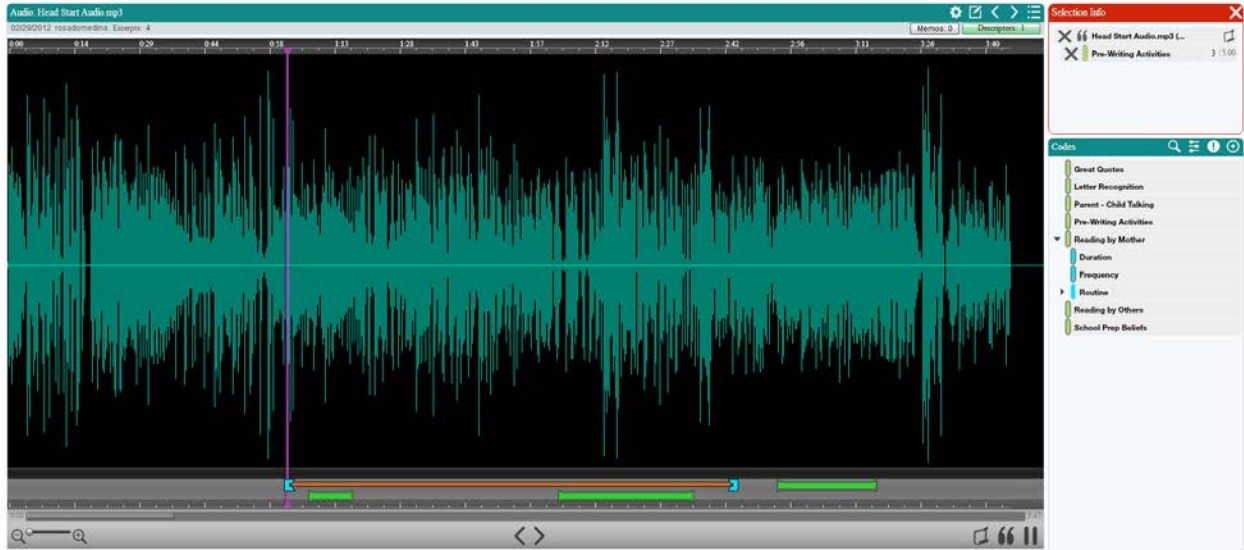 Audio: Head Start Audio.mp3
02/29/2012 rosadomedina Excerpts: 4
Memos: 0
Descriptors: 1
0:00 0:14 0:29 0:44 0:58 1:13 1:28 1:43 1:57 2:12 2:27 2:42 2:56 3:11 3:26 3:40
0:00
3:47
Selection Info
Head Start Audio.mp3 (...
Pre-Writing Activities 3 / 5.00
Codes
Great Quotes
Letter Recognition
Parent - Child Talking
Pre-Writing Activities
Reading by Mother
Duration
Frequency
Routine
Reading by Others
School Prep Beliefs